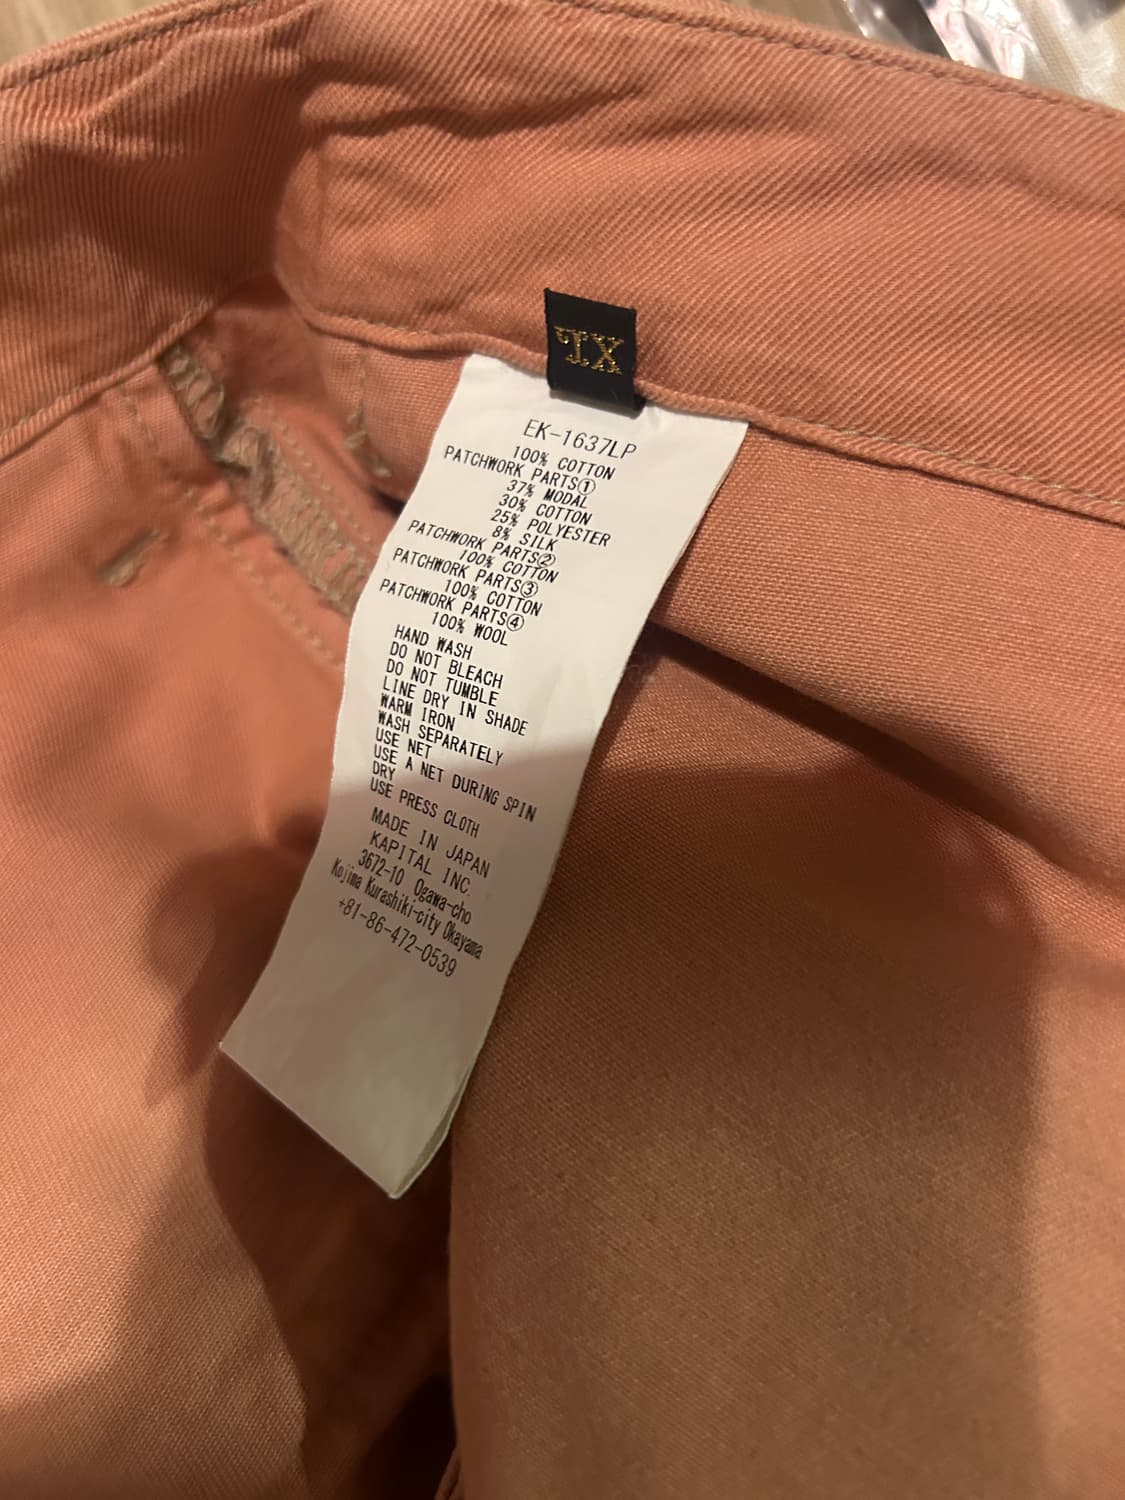 XL
EK-1637LP
100% COTTON
PATCHWORK PARTS①
37% MODAL
30% COTTON
25% POLYESTER
8% SILK
PATCHWORK PARTS②
100% COTTON
PATCHWORK PARTS③
100% COTTON
PATCHWORK PARTS④
100% WOOL
HAND WASH
DO NOT BLEACH
DO NOT TUMBLE
LINE DRY IN SHADE
WARM IRON
WASH SEPARATELY
USE NET
USE A NET DURING SPIN
DRY
USE PRESS CLOTH
MADE IN JAPAN
KAPITAL INC.
3672-10 Ogawa-cho
Kojima Kurashiki-city Okayama
+81-86-472-0539